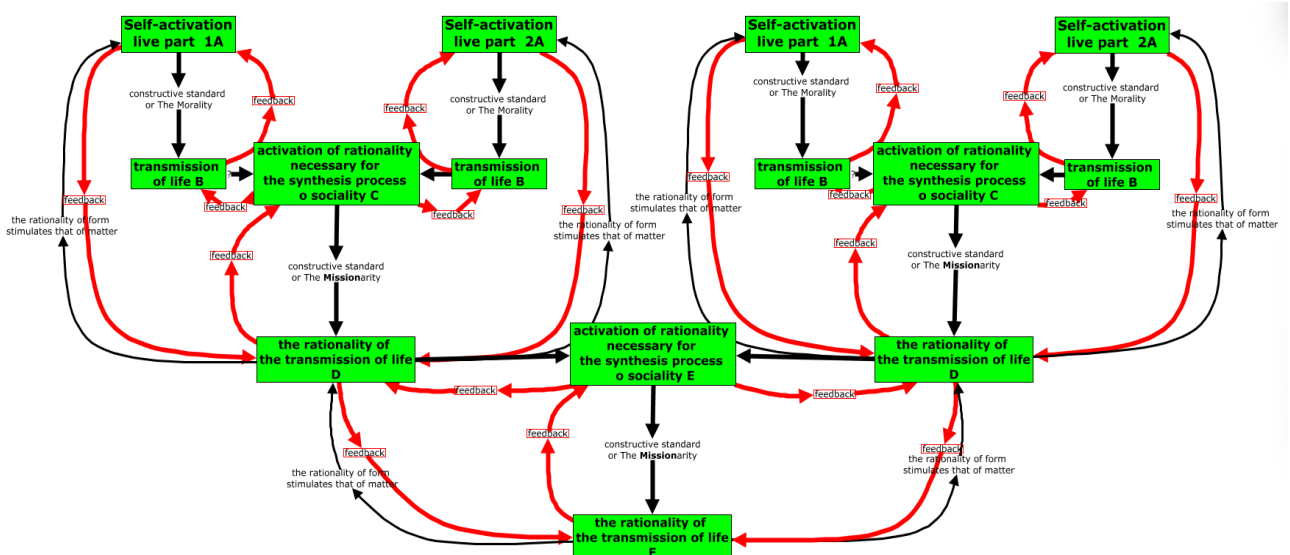 Self-activation
live part 1A
Self-activation
live part 2A
Self-activation
live part 1A
Self-activation
live part 2A
constructive standard
or The Morality
feedback
feedback
constructive standard
or The Morality
constructive standard
or The Morality
feedback
feedback
constructive standard
or The Morality
transmission
of life B
?
activation of rationality
necessary for
the synthesis process
o sociality C
transmission
of life B
transmission
of life B
?
activation of rationality
necessary for
the synthesis process
o sociality C
transmission
of life B
feedback
feedback
feedback
feedback
feedback
feedback
feedback
feedback
the rationality of form
stimulates that of matter
the rationality of form
stimulates that of matter
the rationality of form
stimulates that of matter
the rationality of form
stimulates that of matter
feedback
constructive standard
or The Missionarity
feedback
constructive standard
or The Missionarity
the rationality of
the transmission of life
D
activation of rationality
necessary for
the synthesis process
o sociality E
the rationality of
the transmission of life
D
feedback
feedback
feedback
feedback
constructive standard
or The Missionarity
feedback
feedback
the rationality of form
stimulates that of matter
the rationality of form
stimulates that of matter
the rationality of
the transmission of life